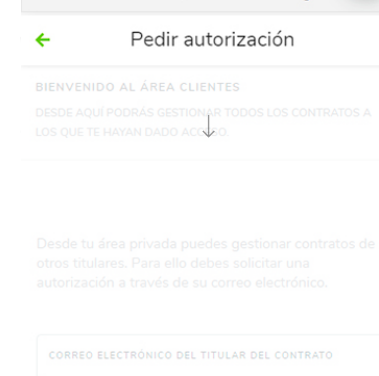 Pedir autorización
BIENVENIDO AL ÁREA CLIENTES
DESDE AQUÍ PODRÁS GESTIONAR TODOS LOS CONTRATOS A
LOS QUE TE HAYAN DADO ACCESO.
Desde tu área privada puedes gestionar contratos de
otros titulares. Para ello debes solicitar una
autorización a través de su correo electrónico.
CORREO ELECTRÓNICO DEL TITULAR DEL CONTRATO